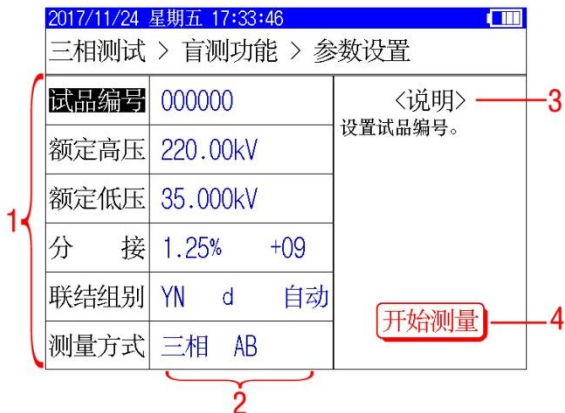 2017/11/24 星期五 17:33:46
三相测试 > 盲测功能 > 参数设置
试品编号 000000
额定高压 220.00kV
额定低压 35.000kV
分 接 1.25% +09
联结组别 YN d 自动
测量方式 三相 AB
<说明>
设置试品编号。
开始测量
1
2
3
4